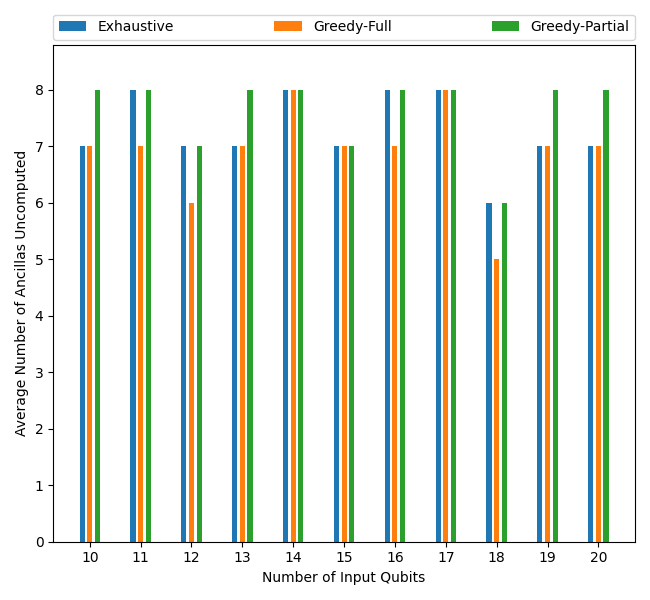 Exhaustive Greedy-Full Greedy-Partial
Average Number of Ancillas Uncomputed
8
7
6
5
4
3
2
1
0
10 11 12 13 14 15 16 17 18 19 20
Number of Input Qubits